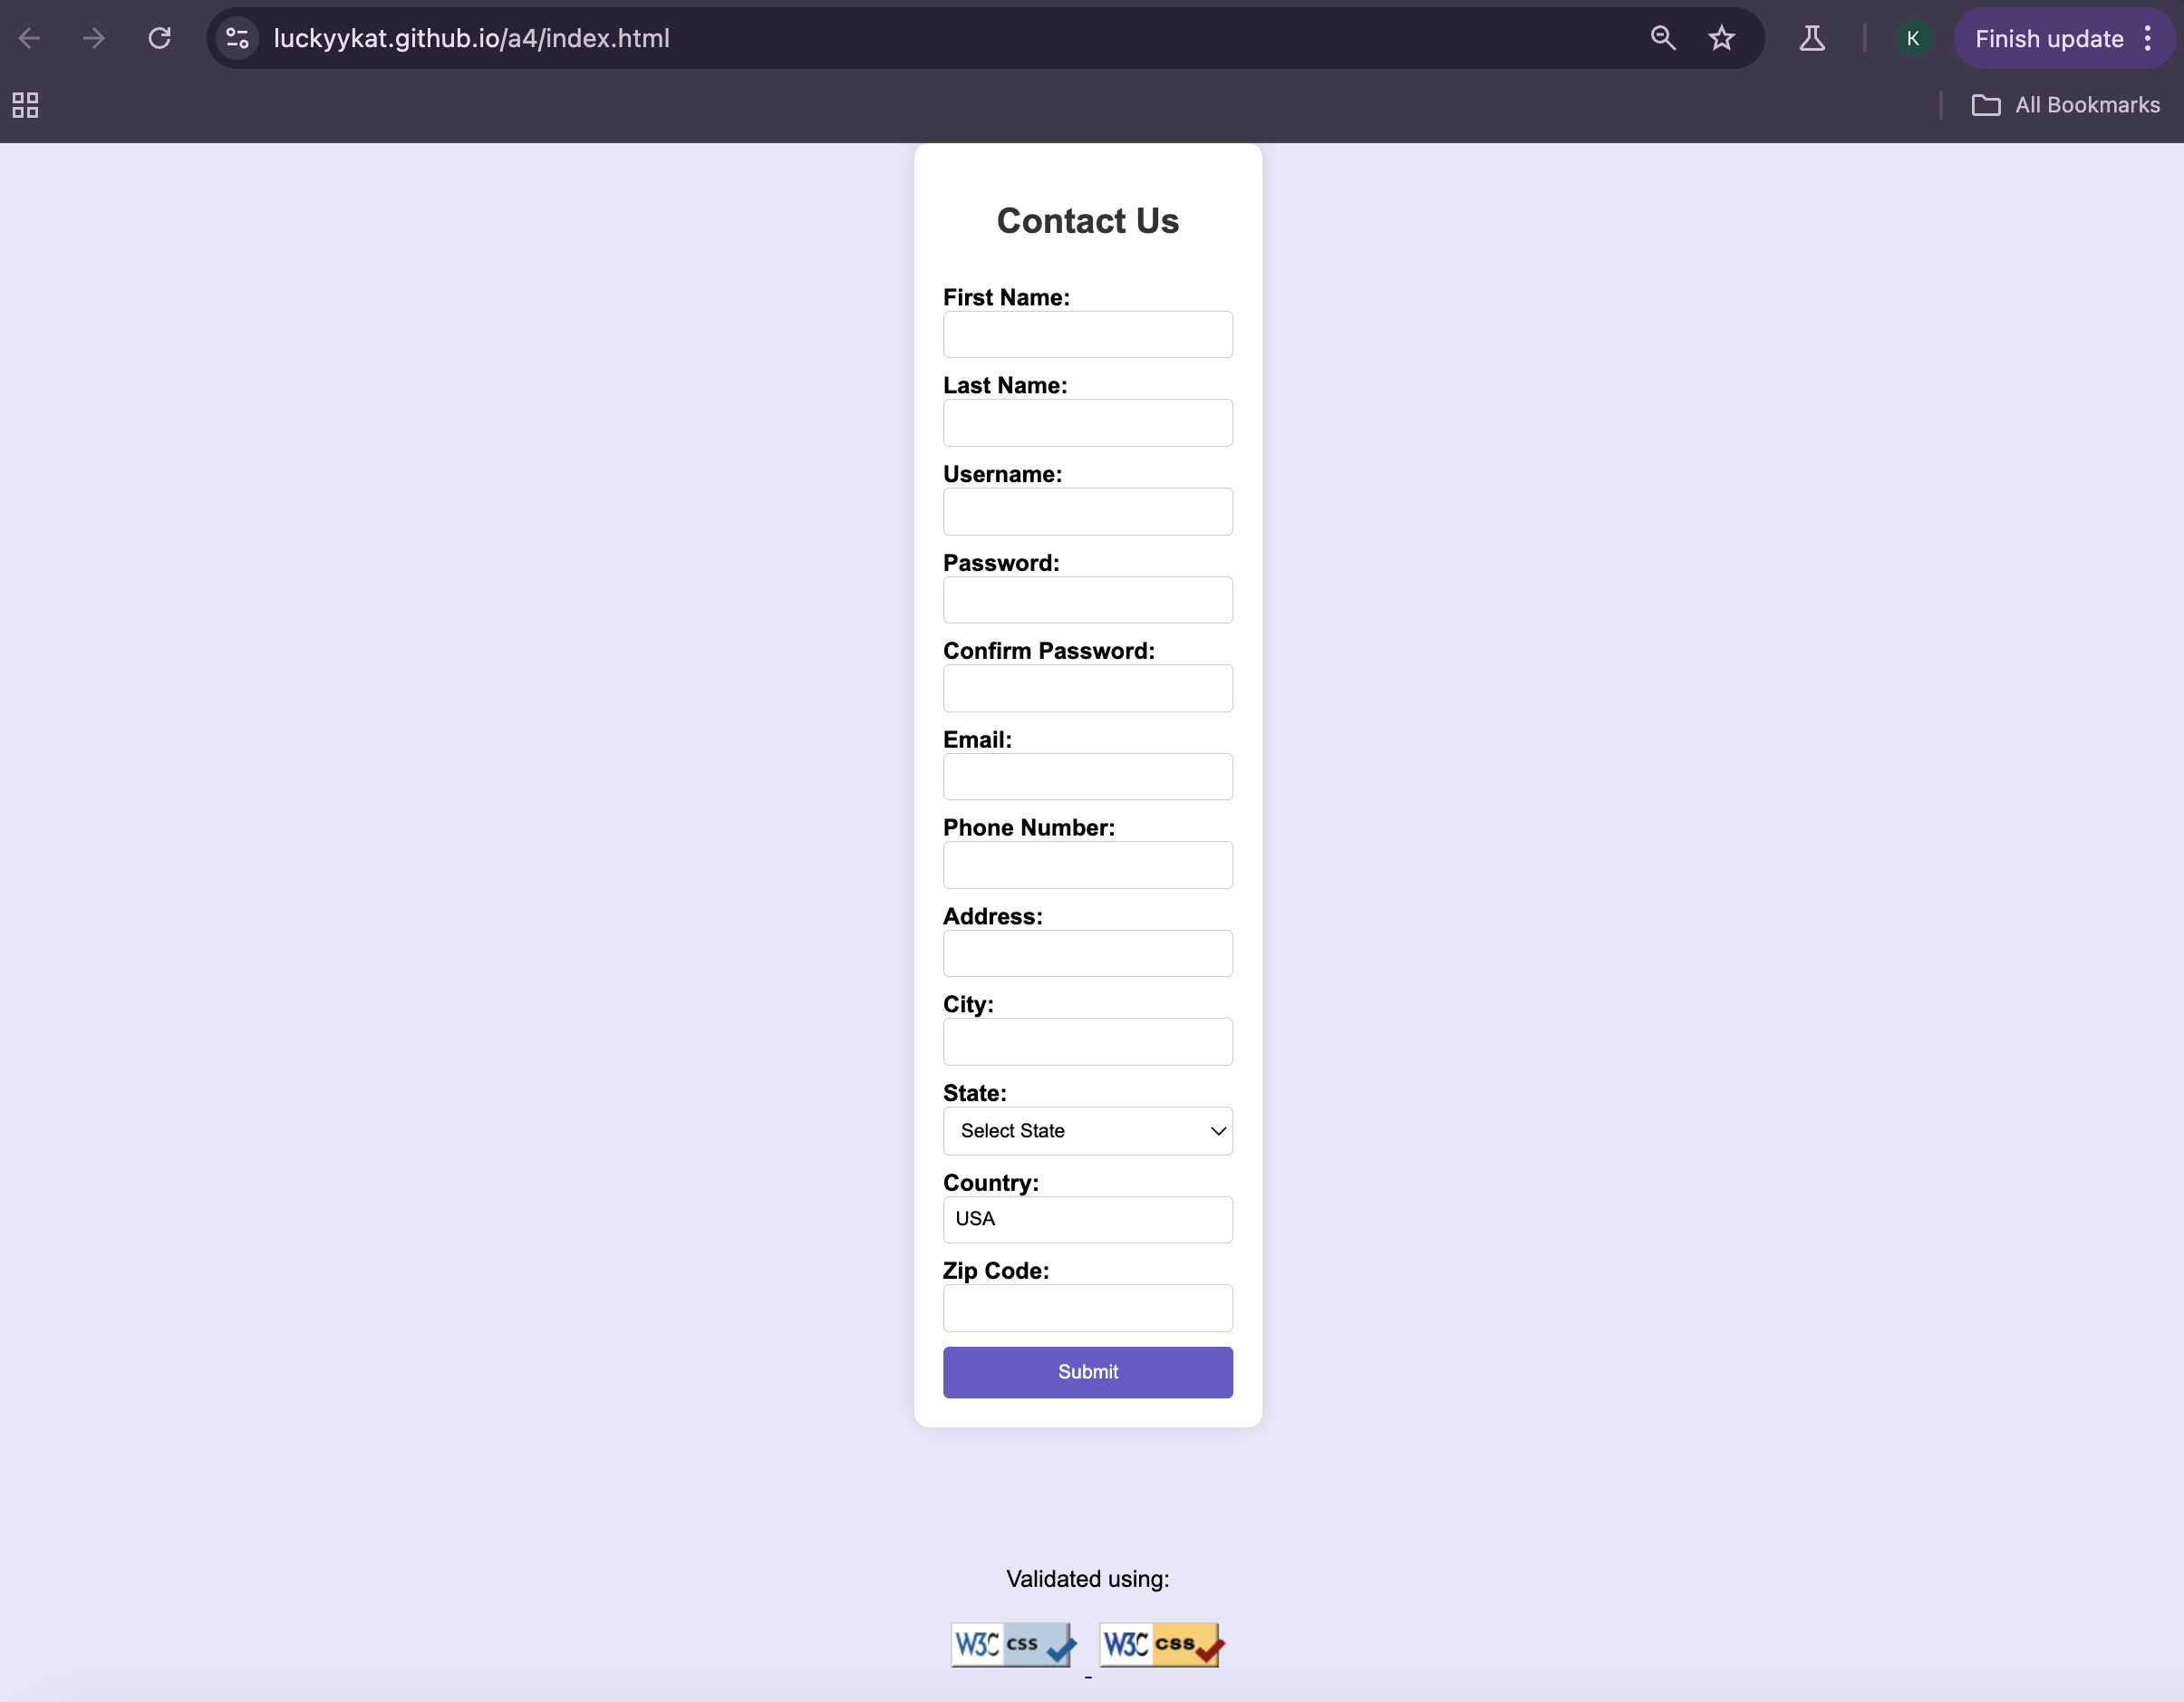 luckyykat.github.io/a4/index.html
K
Finish update
All Bookmarks
Contact Us
First Name:
Last Name:
Username:
Password:
Confirm Password:
Email:
Phone Number:
Address:
City:
State:
Select State
Country:
USA
Zip Code:
Submit
Validated using:
W3C css W3C css